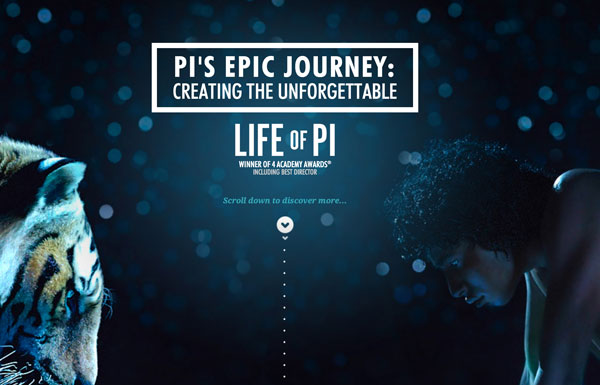 PI'S EPIC JOURNEY:
CREATING THE UNFORGETTABLE
LIFE OF PI
WINNER OF 4 ACADEMY AWARDS®
INCLUDING BEST DIRECTOR
Scroll down to discover more...